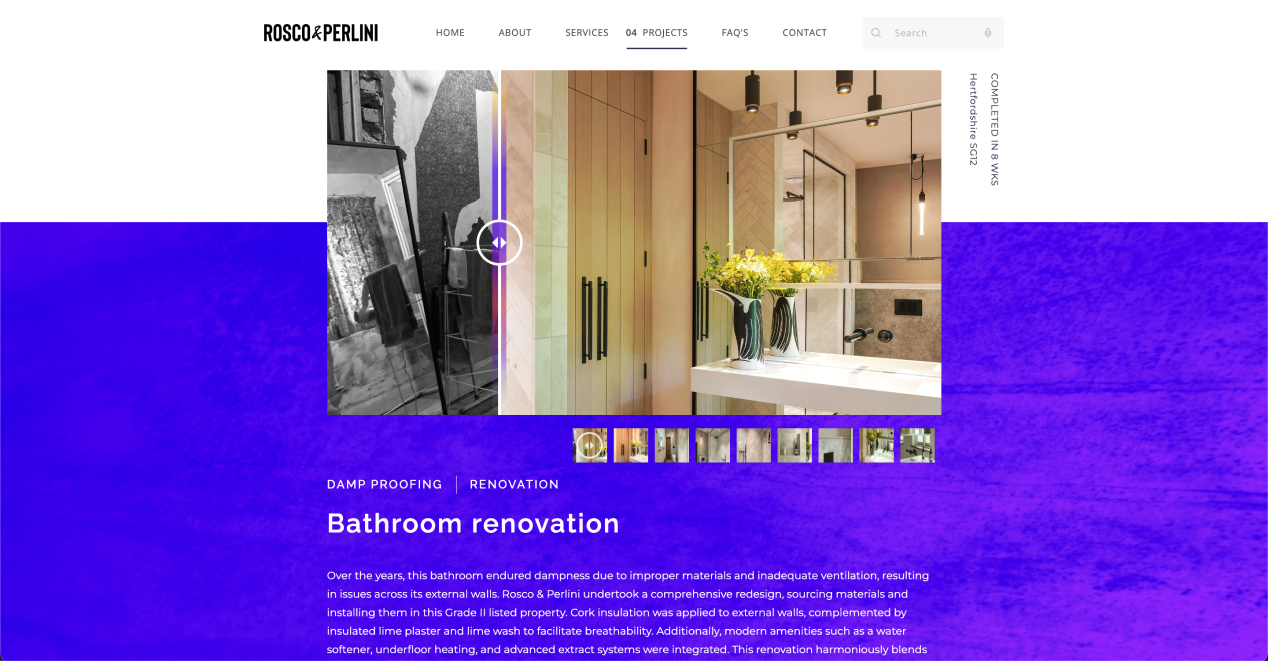 ROSCO&PERLINI
HOME ABOUT SERVICES 04 PROJECTS FAQ'S CONTACT Search
COMPLETED IN 8 WKS
Hertfordshire SG12
DAMP PROOFING RENOVATION
Bathroom renovation
Over the years, this bathroom endured dampness due to improper materials and inadequate ventilation, resulting
in issues across its external walls. Rosco & Perlini undertook a comprehensive redesign, sourcing materials and
installing them in this Grade II listed property. Cork insulation was applied to external walls, complemented by
insulated lime plaster and lime wash to facilitate breathability. Additionally, modern amenities such as a water
softener, underfloor heating, and advanced extract systems were integrated. This renovation harmoniously blends